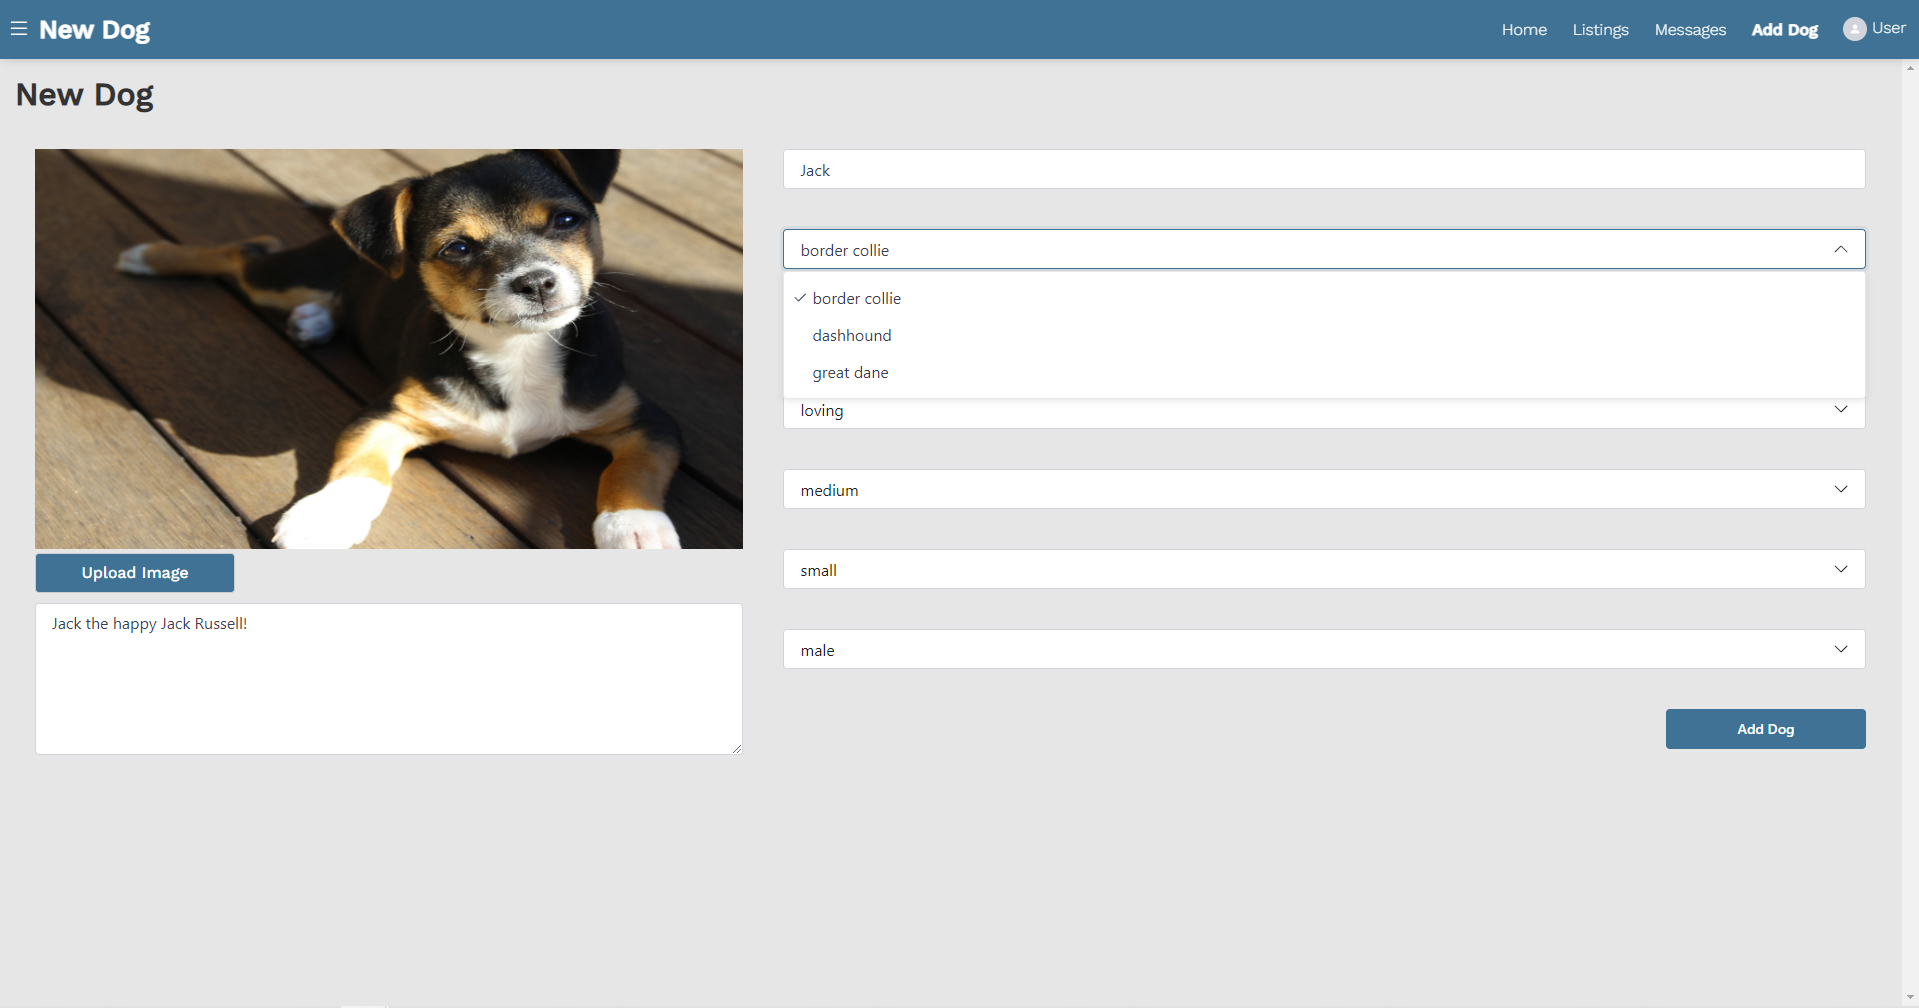 New Dog
Home
Listings
Messages
Add Dog
User
New Dog
Upload Image
Jack the happy Jack Russell!
Jack
border collie
border collie
dashhound
great dane
loving
medium
small
male
Add Dog